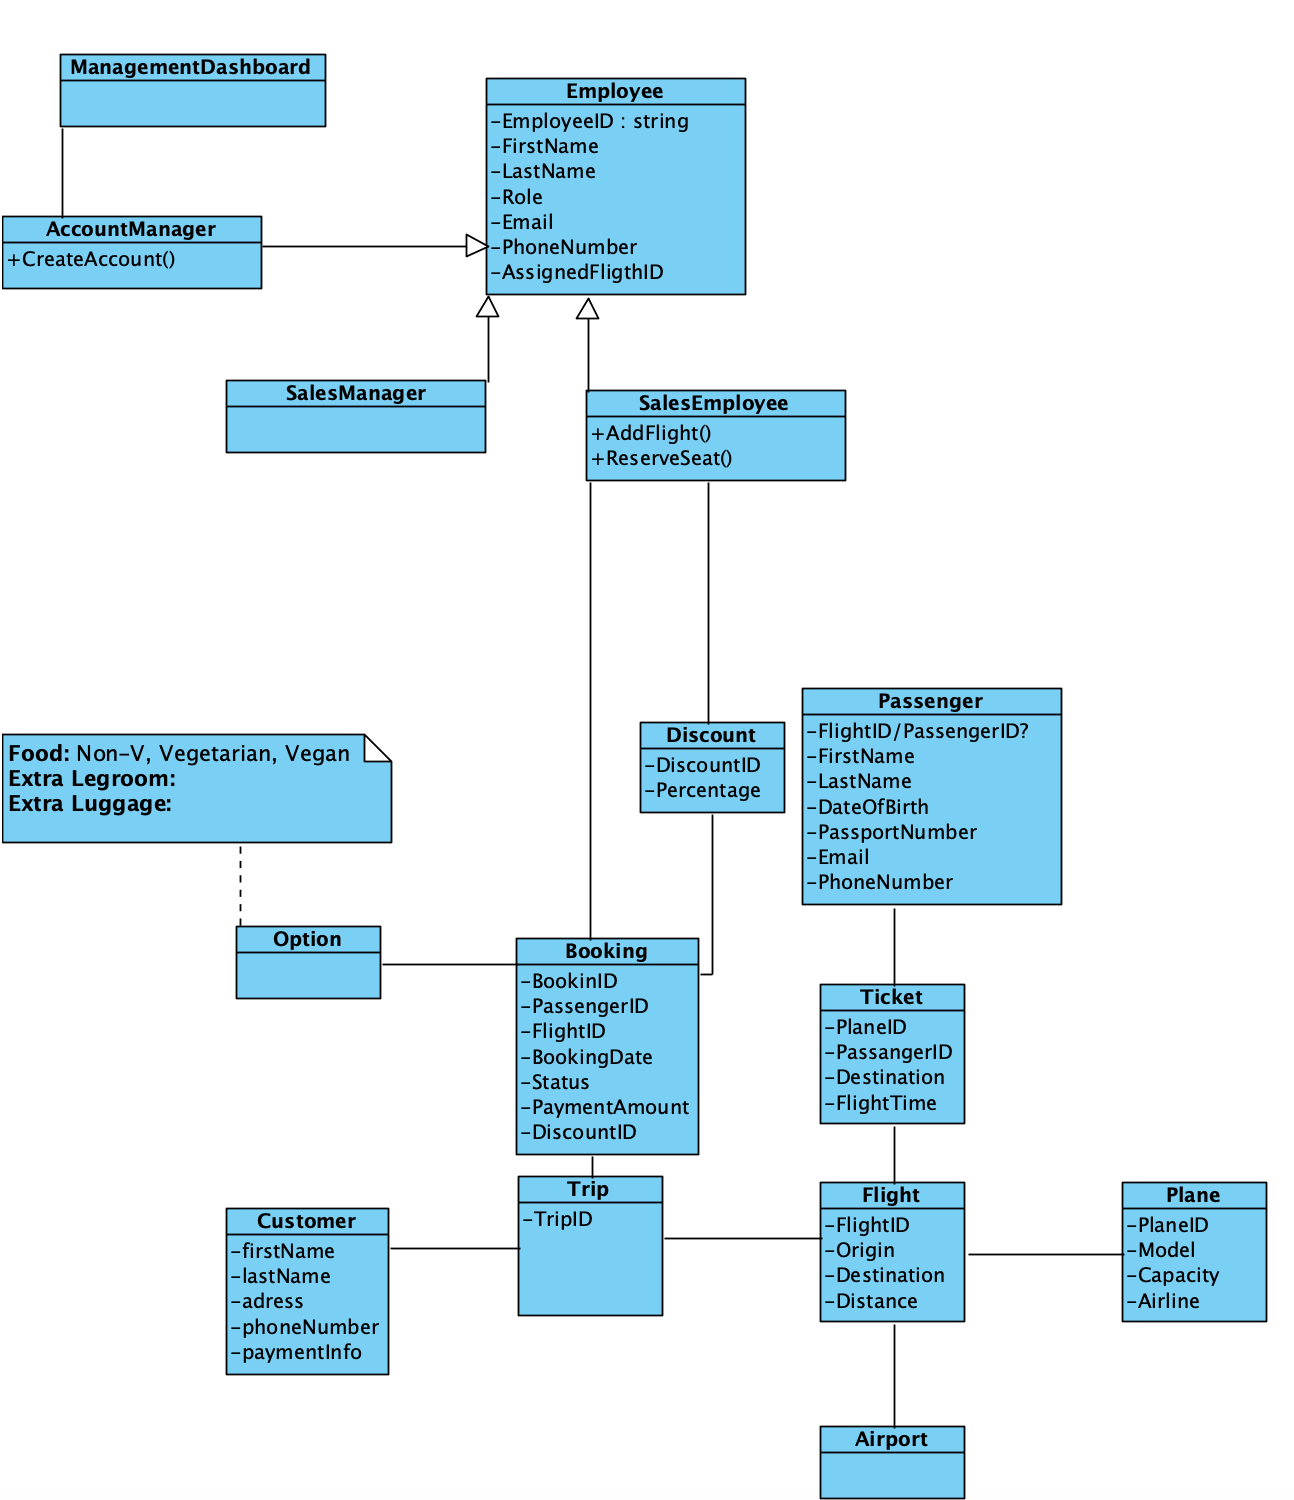 ManagementDashboard
Employee
-EmployeeID : string
-FirstName
-LastName
-Role
-Email
-PhoneNumber
-AssignedFligthID
AccountManager
+CreateAccount()
SalesManager
SalesEmployee
+AddFlight()
+ReserveSeat()
Passenger
-FlightID/PassengerID?
-FirstName
-LastName
-DateOfBirth
-PassportNumber
-Email
-PhoneNumber
Discount
-DiscountID
-Percentage
Food: Non-V, Vegetarian, Vegan
Extra Legroom:
Extra Luggage:
Option
Booking
-BookinID
-PassengerID
-FlightID
-BookingDate
-Status
-PaymentAmount
-DiscountID
Ticket
-PlaneID
-PassangerID
-Destination
-FlightTime
Trip
-TripID
Customer
-firstName
-lastName
-adress
-phoneNumber
-paymentInfo
Flight
-FlightID
-Origin
-Destination
-Distance
Plane
-PlaneID
-Model
-Capacity
-Airline
Airport